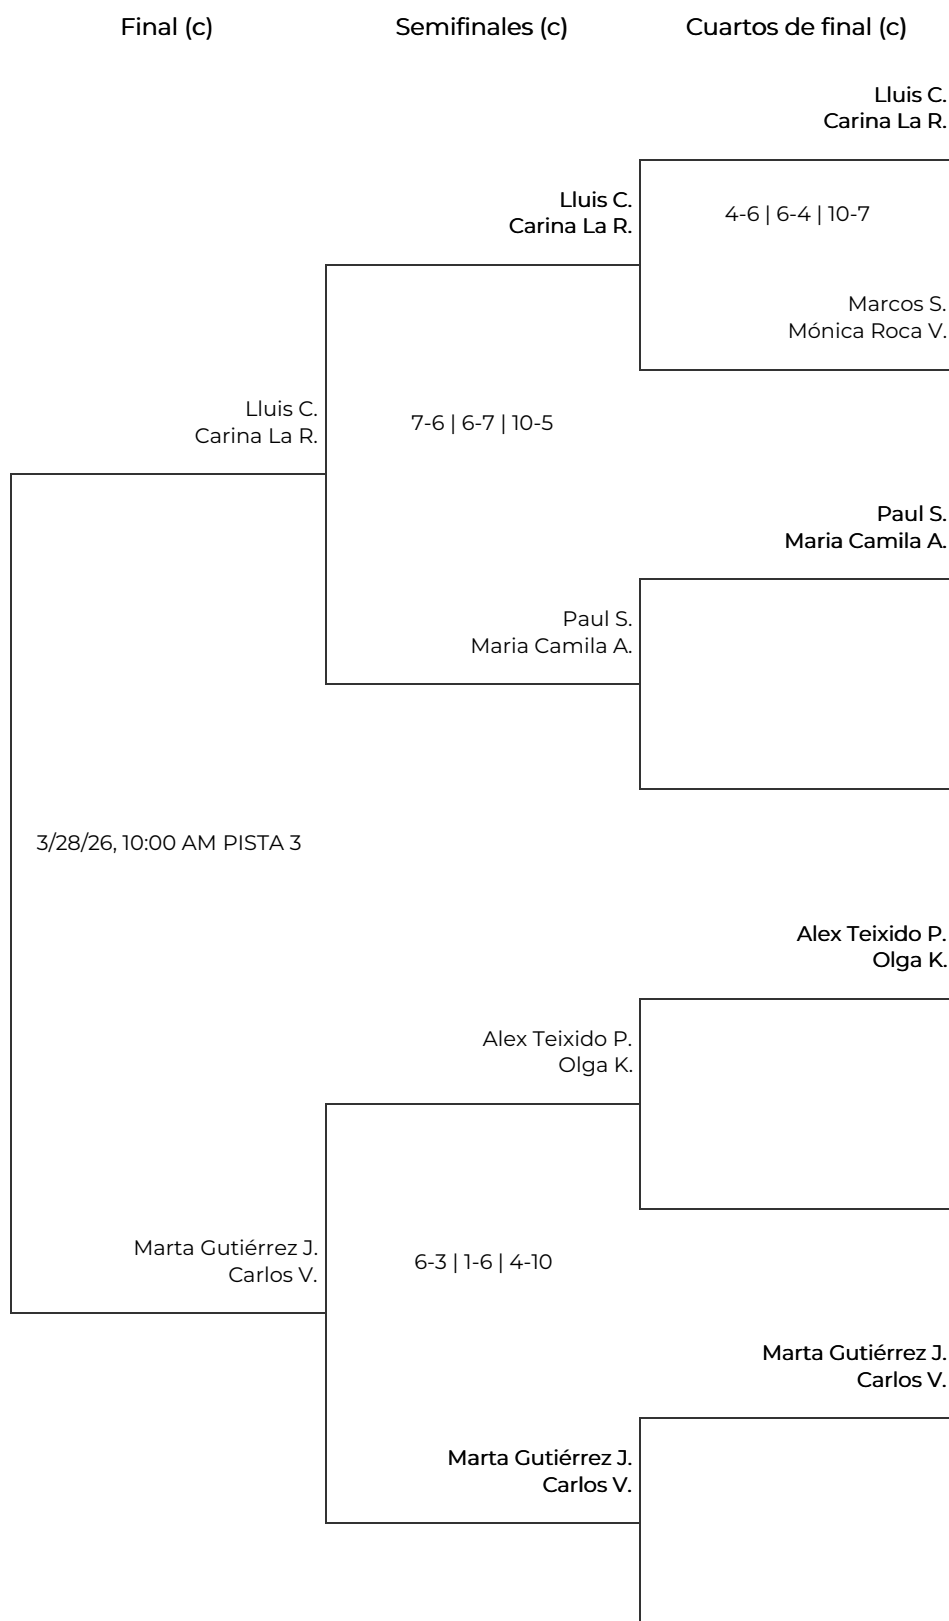 Final (c)
Semifinales (c)
Cuartos de final (c)
Lluis C.
Carina La R.
Lluis C.
Carina La R.
4-6 | 6-4 | 10-7
Marcos S.
Mónica Roca V.
Lluis C.
Carina La R.
7-6 | 6-7 | 10-5
Paul S.
Maria Camila A.
Paul S.
Maria Camila A.
3/28/26, 10:00 AM PISTA 3
Alex Teixido P.
Olga K.
Alex Teixido P.
Olga K.
Marta Gutiérrez J.
Carlos V.
6-3 | 1-6 | 4-10
Marta Gutiérrez J.
Carlos V.
Marta Gutiérrez J.
Carlos V.